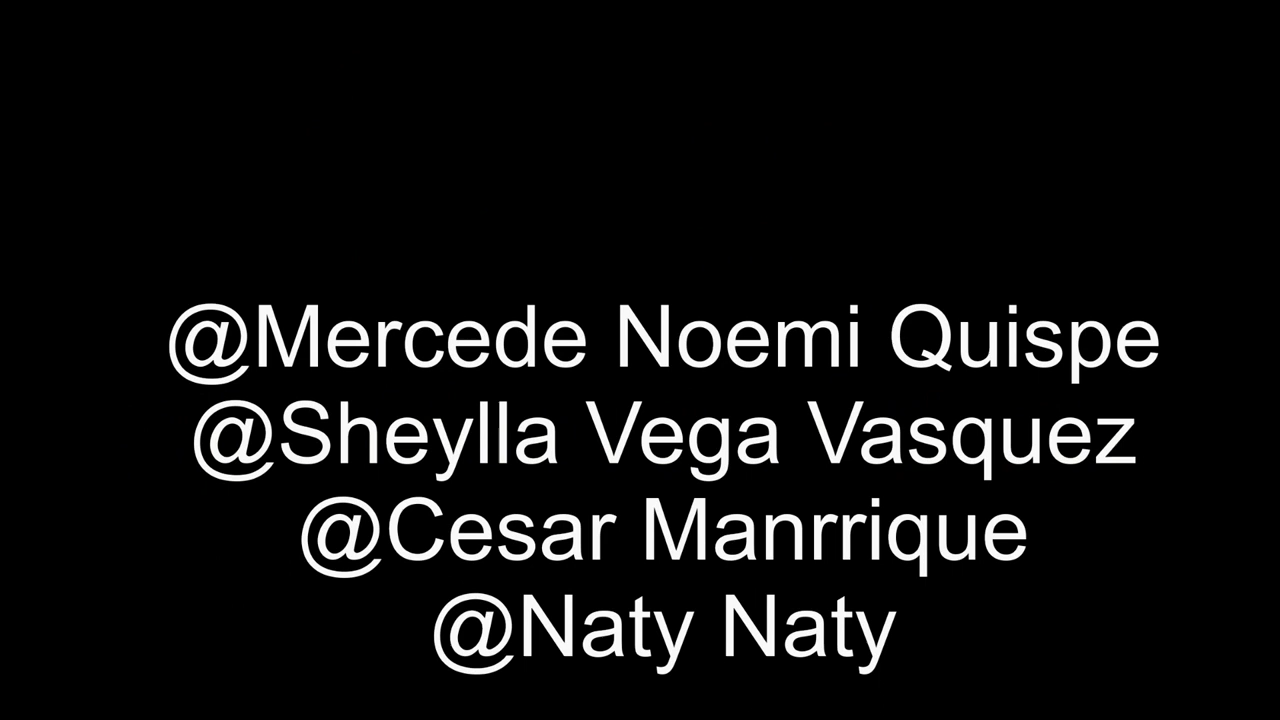 @Mercede Noemi Quispe
@Sheylla Vega Vasquez
@Cesar Manrrique
@Naty Naty